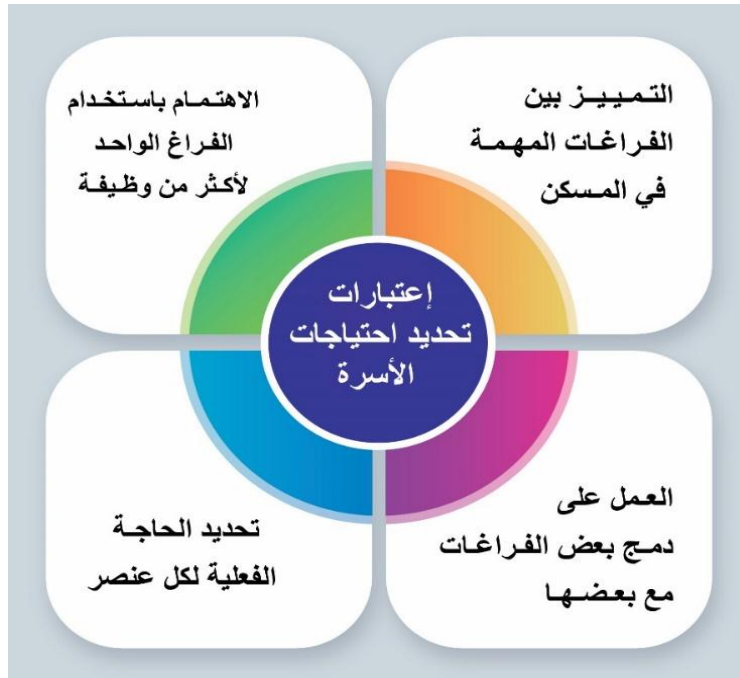 التمييز بين
الفراغات المهمة
في المسكن
الاهتمام باستخدام
الفراغ الواحد
لأكثر من وظيفة
إعتبارات
تحديد احتياجات
الأسرة
العمل على
دمج بعض الفراغات
مع بعضها
تحديد الحاجة
الفعلية لكل عنصر